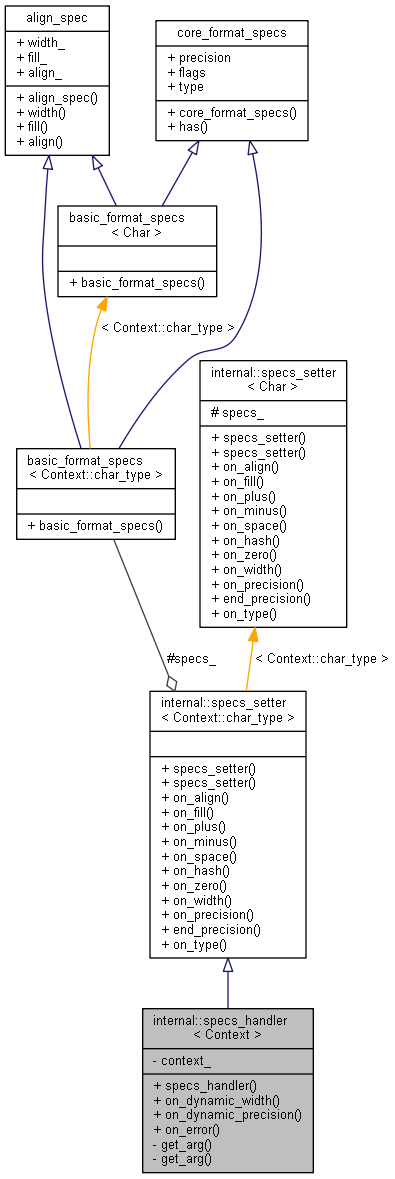 align_spec
+ width_
+ fill_
+ align_
+ align_spec()
+ width()
+ fill()
+ align()
core_format_specs
+ precision
+ flags
+ type
+ core_format_specs()
+ has()
basic_format_specs
< Char >
+ basic_format_specs()
< Context::char_type >
internal::specs_setter
< Char >
# specs_
+ specs_setter()
+ specs_setter()
+ on_align()
+ on_fill()
+ on_plus()
+ on_minus()
+ on_space()
+ on_hash()
+ on_zero()
+ on_width()
+ on_precision()
+ end_precision()
+ on_type()
basic_format_specs
< Context::char_type >
+ basic_format_specs()
#specs_
< Context::char_type >
internal::specs_setter
< Context::char_type >
+ specs_setter()
+ specs_setter()
+ on_align()
+ on_fill()
+ on_plus()
+ on_minus()
+ on_space()
+ on_hash()
+ on_zero()
+ on_width()
+ on_precision()
+ end_precision()
+ on_type()
internal::specs_handler
< Context >
- context_
+ specs_handler()
+ on_dynamic_width()
+ on_dynamic_precision()
+ on_error()
- get_arg()
- get_arg()